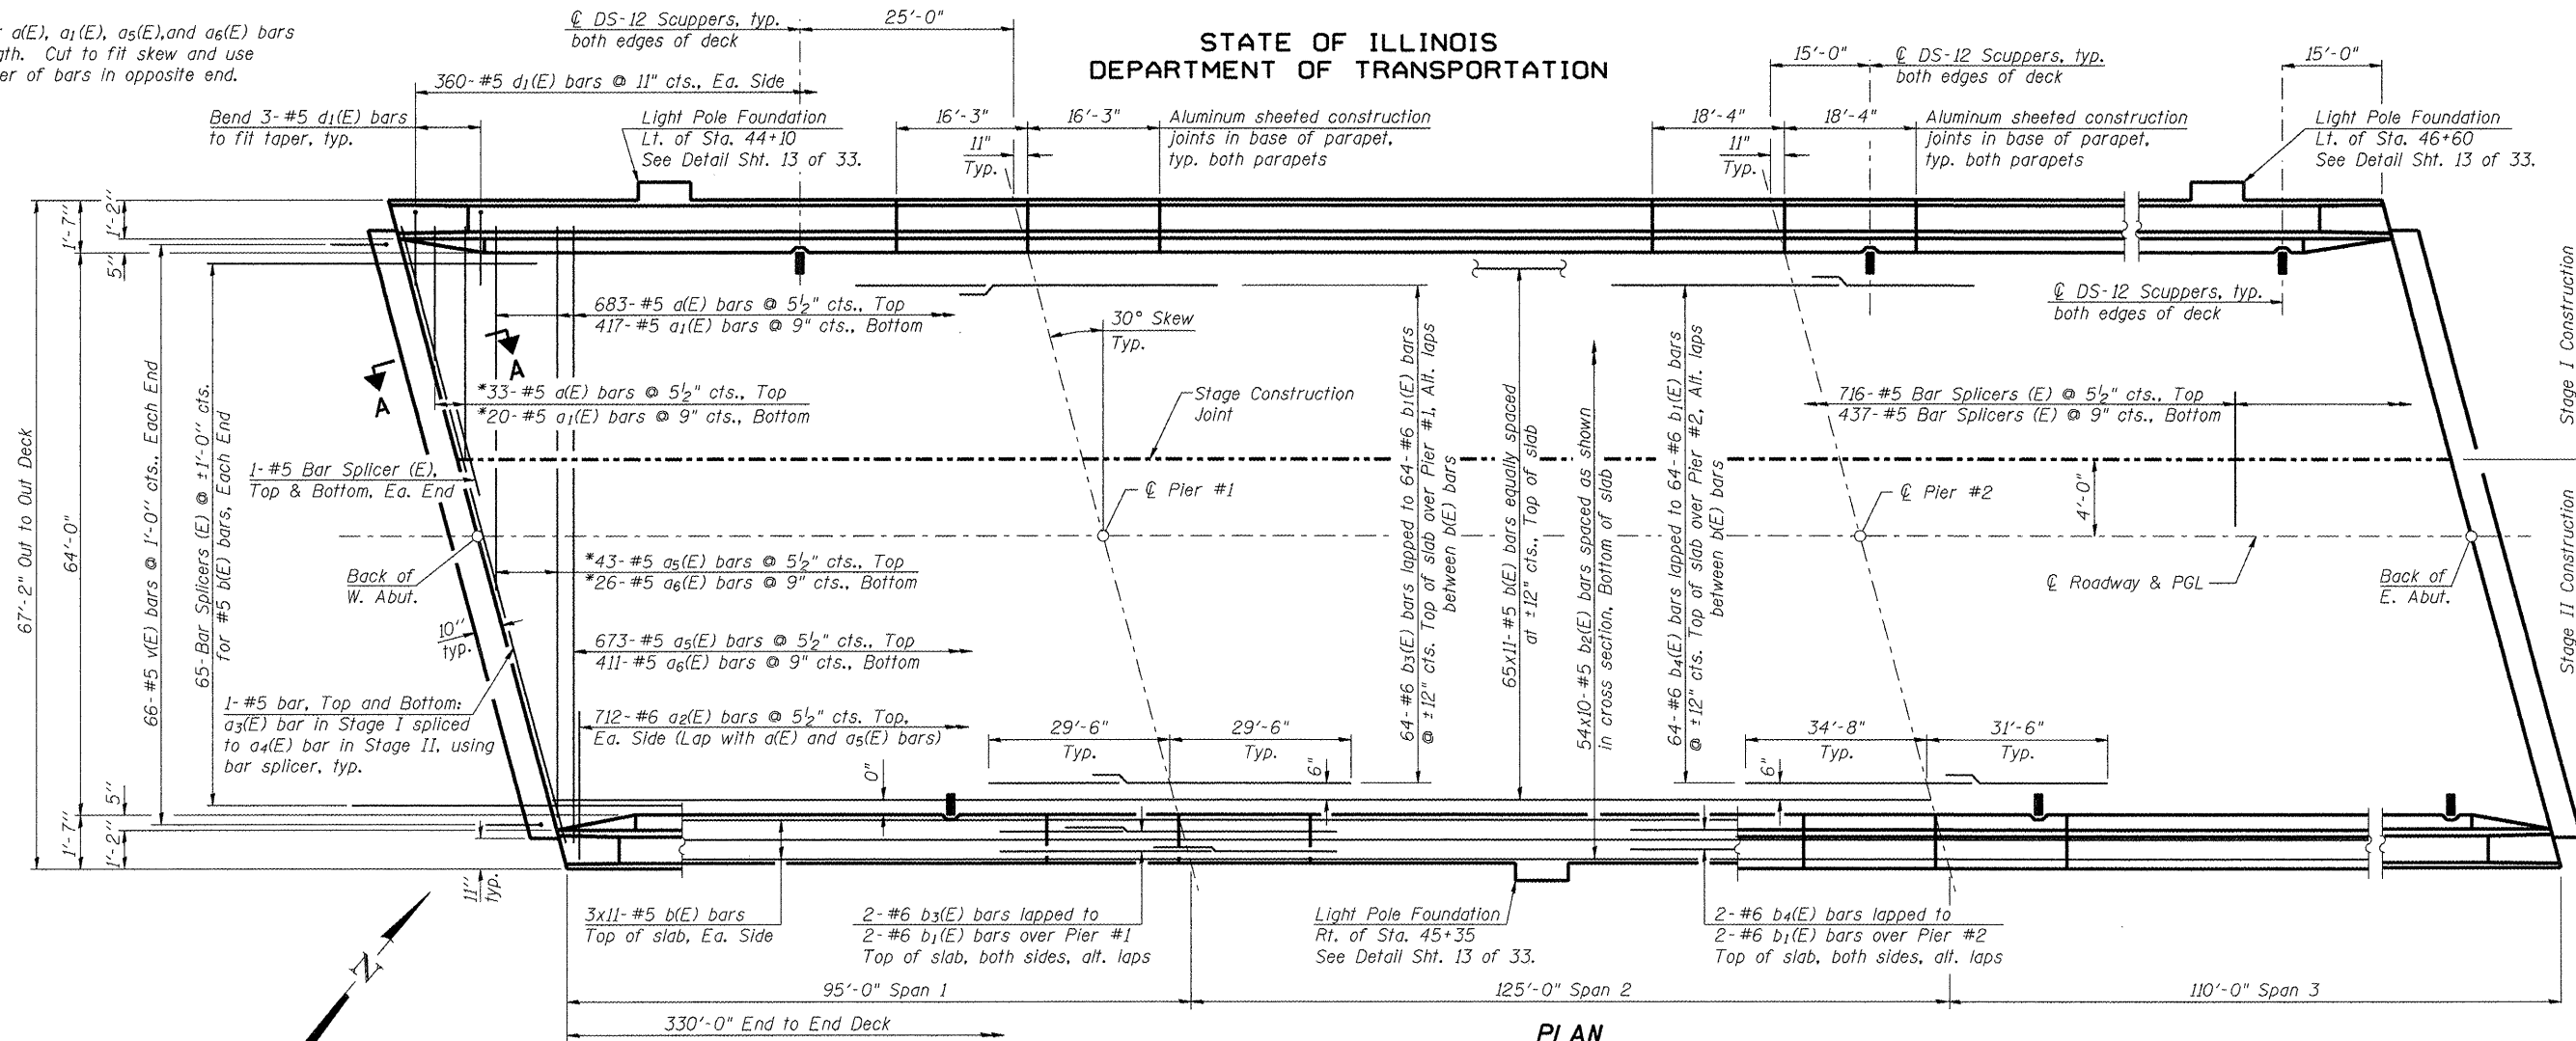 STATE OF ILLINOIS
DEPARTMENT OF TRANSPORTATION
a(E), a1(E), a5(E),and a6(E) bars
Cut to fit skew and use
of bars in opposite end.
℄ DS-12 Scuppers, typ.
both edges of deck
25'-0"
360-#5 d1(E) bars @ 11" cts., Ea. Side
Bend 3-#5 d1(E) bars
to fit taper, typ.
Light Pole Foundation
Lt. of Sta. 44+10
See Detail Sht. 13 of 33.
16'-3"
16'-3"
11"
Typ.
Aluminum sheeted construction
joints in base of parapet,
typ. both parapets
15'-0"
℄ DS-12 Scuppers, typ.
both edges of deck
15'-0"
18'-4"
18'-4"
11"
Typ.
Aluminum sheeted construction
joints in base of parapet,
typ. both parapets
Light Pole Foundation
Lt. of Sta. 46+60
See Detail Sht. 13 of 33.
67'-2" Out to Out Deck
1'-7"
64'-0"
1'-7"
1'-2"
5"
5"
1'-2"
66-#5 v(E) bars @ 1'-0" cts., Each End
65-Bar Splicers (E) @ ±1'-0" cts.
for #5 b(E) bars, Each End
683-#5 a(E) bars @ 5½" cts., Top
417-#5 a1(E) bars @ 9" cts., Bottom
A
A
*33-#5 a(E) bars @ 5½" cts., Top
*20-#5 a1(E) bars @ 9" cts., Bottom
1-#5 Bar Splicer (E),
Top & Bottom, Ea. End
30° Skew
Typ.
Stage Construction
Joint
℄ Pier #1
℄ Pier #2
℄ DS-12 Scuppers, typ.
both edges of deck
716-#5 Bar Splicers (E) @ 5½" cts., Top
437-#5 Bar Splicers (E) @ 9" cts., Bottom
4'-0"
℄ Roadway & PGL
Back of
W. Abut.
Back of
E. Abut.
Stage I Construction
Stage II Construction
*43-#5 a5(E) bars @ 5½" cts., Top
*26-#5 a6(E) bars @ 9" cts., Bottom
10"
typ.
673-#5 a5(E) bars @ 5½" cts., Top
411-#5 a6(E) bars @ 9" cts., Bottom
1-#5 bar, Top and Bottom:
a3(E) bar in Stage I spliced
to a4(E) bar in Stage II, using
bar splicer, typ.
712-#6 a2(E) bars @ 5½" cts. Top,
Ea. Side (Lap with a(E) and a5(E) bars)
64-#6 b3(E) bars lapped to 64-#6 b1(E) bars
@ ±12" cts. Top of slab over Pier #1, Alt. laps
between b(E) bars
65x11-#5 b(E) bars equally spaced
at ±12" cts., Top of slab
54x10-#5 b2(E) bars spaced as shown
in cross section, Bottom of slab
64-#6 b4(E) bars lapped to 64-#6 b1(E) bars
@ ±12" cts. Top of slab over Pier #2, Alt. laps
between b(E) bars
29'-6"
Typ.
29'-6"
Typ.
34'-8"
Typ.
31'-6"
Typ.
0"
6"
6"
11"
typ.
N
3x11-#5 b(E) bars
Top of slab, Ea. Side
2-#6 b3(E) bars lapped to
2-#6 b1(E) bars over Pier #1
Top of slab, both sides, alt. laps
Light Pole Foundation
Rt. of Sta. 45+35
See Detail Sht. 13 of 33.
2-#6 b4(E) bars lapped to
2-#6 b1(E) bars over Pier #2
Top of slab, both sides, alt. laps
95'-0" Span 1
125'-0" Span 2
110'-0" Span 3
330'-0" End to End Deck
PLAN